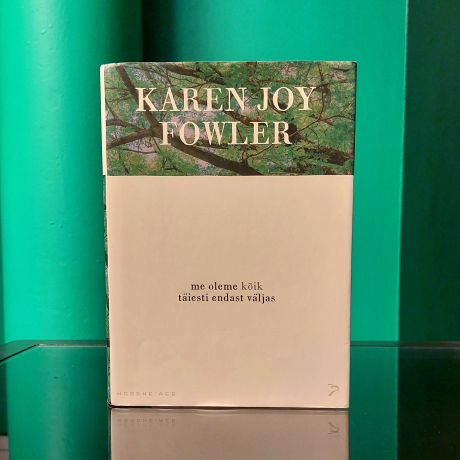 KAREN JOY
FOWLER
me oleme kõik
täiesti endast väljas